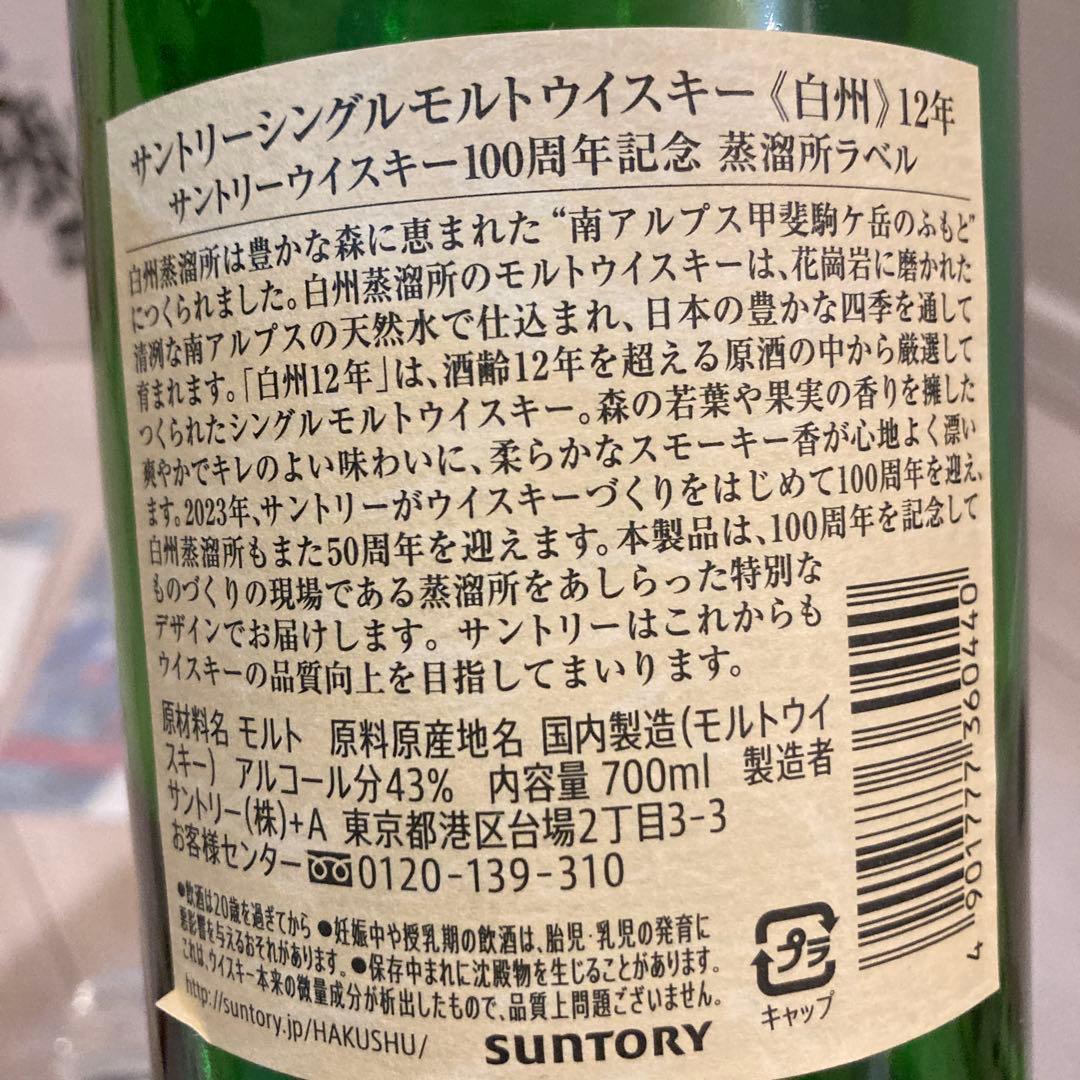 サントリーシングルモルトウイスキー《白州》12年
サントリーウイスキー100周年記念 蒸溜所ラベル
白州蒸溜所は豊かな森に恵まれた“南アルプス甲斐駒ケ岳のふもと”
につくられました。白州蒸溜所のモルトウイスキーは、花崗岩に磨かれた
清冽な南アルプスの天然水で仕込まれ、日本の豊かな四季を通して
育まれます。「白州12年」は、酒齢12年を超える原酒の中から厳選して
つくられたシングルモルトウイスキー。森の若葉や果実の香りを擁した
爽やかでキレのよい味わいに、柔らかなスモーキー香が心地よく漂い
ます。2023年、サントリーがウイスキーづくりをはじめて100周年を迎え、
白州蒸溜所もまた50周年を迎えます。本製品は、100周年を記念して
ものづくりの現場である蒸溜所をあしらった特別な
デザインでお届けします。サントリーはこれからも
ウイスキーの品質向上を目指してまいります。
原材料名 モルト 原料原産地名 国内製造(モルトウイ
スキー) アルコール分43% 内容量 700ml 製造者
サントリー(株)+A 東京都港区台場2丁目3-3
お客様センター 0120-139-310
●飲酒は20歳を過ぎてから ●妊娠中や授乳期の飲酒は、胎児・乳児の発育に
悪影響を与えるおそれがあります。●保存中まれに沈殿物を生じることがあります。
これは、ウイスキー本来の微量成分が析出したもので、品質上問題ございません。
http://suntory.jp/HAKUSHU/
SUNTORY
プラ
キャップ
4901777360440